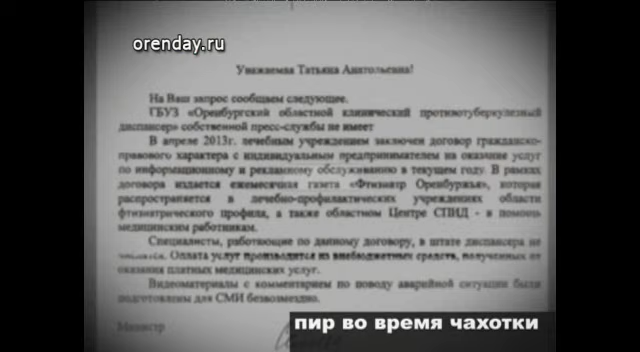 orenday.ru
Уважаемая Татьяна Анатольевна!
На Ваш запрос сообщаем следующее.
ГБУЗ «Оренбургский областной клинический противотуберкулезный
диспансер» собственной пресс-службы не имеет
В апреле 2013г. лечебным учреждением заключен договор гражданско-
правового характера с индивидуальным предпринимателем на оказание услуг
по информационному и рекламному обслуживанию в текущем году. В рамках
договора издается ежемесячная газета «Фтизиатр Оренбуржья», которая
распространяется в лечебно-профилактических учреждениях области
фтизиатрического профиля, а также областном Центре СПИД - в помощь
медицинским работникам.
Специалисты, работающие по данному договору, в штате диспансера не
числятся. Оплата услуг производится из внебюджетных средств, полученных от
оказания платных медицинских услуг.
Видеоматериалы с комментарием по поводу аварийной ситуации были
подготовлены для СМИ безвозмездно.
Министр
пир во время чахотки